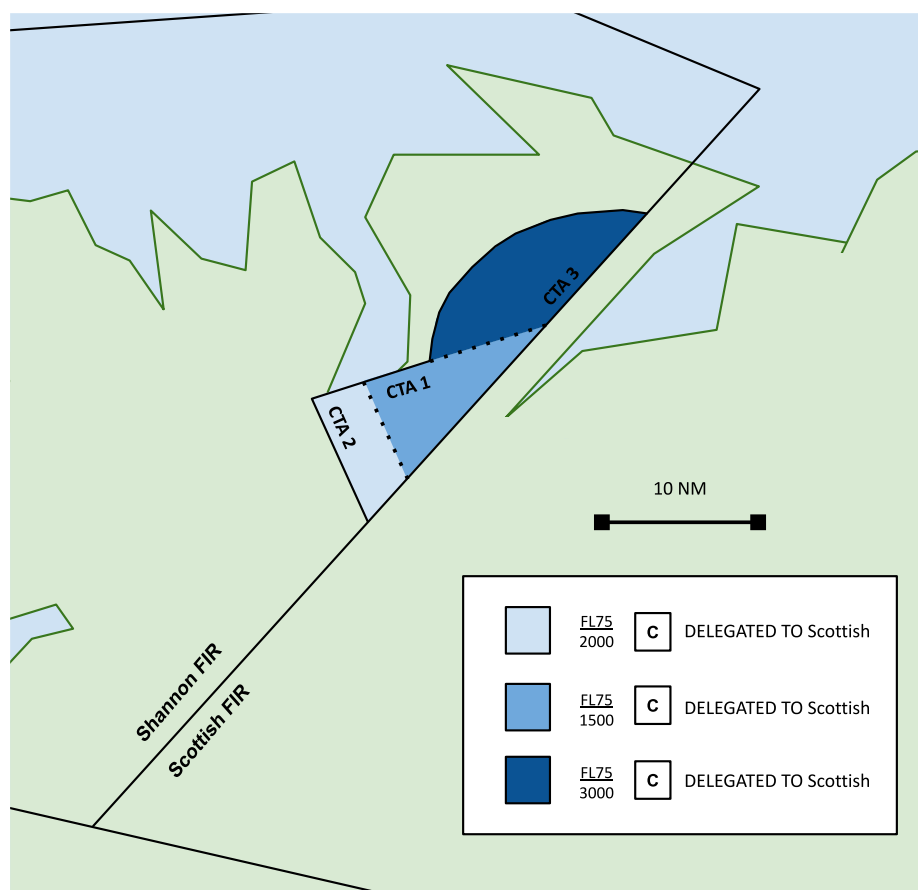 CTA 3
CTA 1
CTA 2
10 NM
Shannon FIR
Scottish FIR
FL75
2000
C
DELEGATED TO Scottish
FL75
1500
C
DELEGATED TO Scottish
FL75
3000
C
DELEGATED TO Scottish